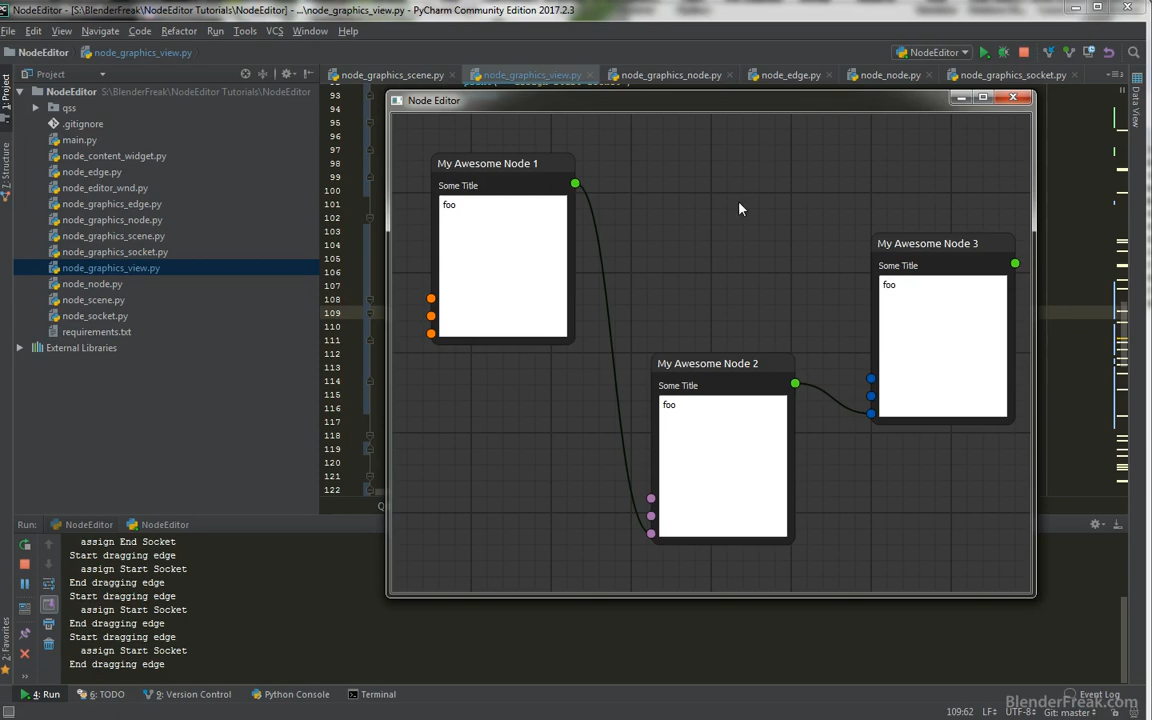 NodeEditor [S:\BlenderFreak\NodeEditor Tutorials\NodeEditor] - ...\node_graphics_view.py - PyCharm Community Edition 2017.2.3
File Edit View Navigate Code Refactor Run Tools VCS Window Help
NodeEditor node_graphics_view.py NodeEditor
Project node_graphics_scene.py node_graphics_view.py node_graphics_node.py node_edge.py node_node.py node_socket.py
1: Project
7: Structure
Favorites
Data View
NodeEditor S:\BlenderFreak\NodeEditor Tutorials\NodeEditor
qss
.gitignore
main.py
node_content_widget.py
node_edge.py
node_editor_wnd.py
node_graphics_edge.py
node_graphics_node.py
node_graphics_scene.py
node_graphics_socket.py
node_graphics_view.py
node_node.py
node_scene.py
node_socket.py
requirements.txt
External Libraries
93
94
95
96
97
98
99
100
101
102
103
104
105
106
107
108
109
110
111
112
113
114
115
116
117
118
119
120
121
122
Node Editor
My Awesome Node 1
Some Title
foo
My Awesome Node 2
Some Title
foo
My Awesome Node 3
Some Title
foo
Run: NodeEditor NodeEditor
assign End Socket
Start dragging edge
assign Start Socket
End dragging edge
Start dragging edge
assign Start Socket
End dragging edge
Start dragging edge
assign Start Socket
End dragging edge
4: Run 6: TODO 9: Version Control Python Console Terminal Event Log
109:62 LF UTF-8 Git: master
BlenderFreak.com